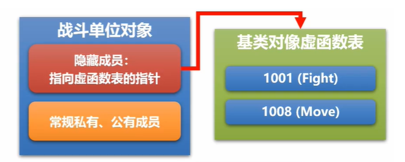 战斗单位对象
隐藏成员：
指向虚函数表的指针
常规私有、公有成员
基类对像虚函数表
1001 (Fight)
1008 (Move)